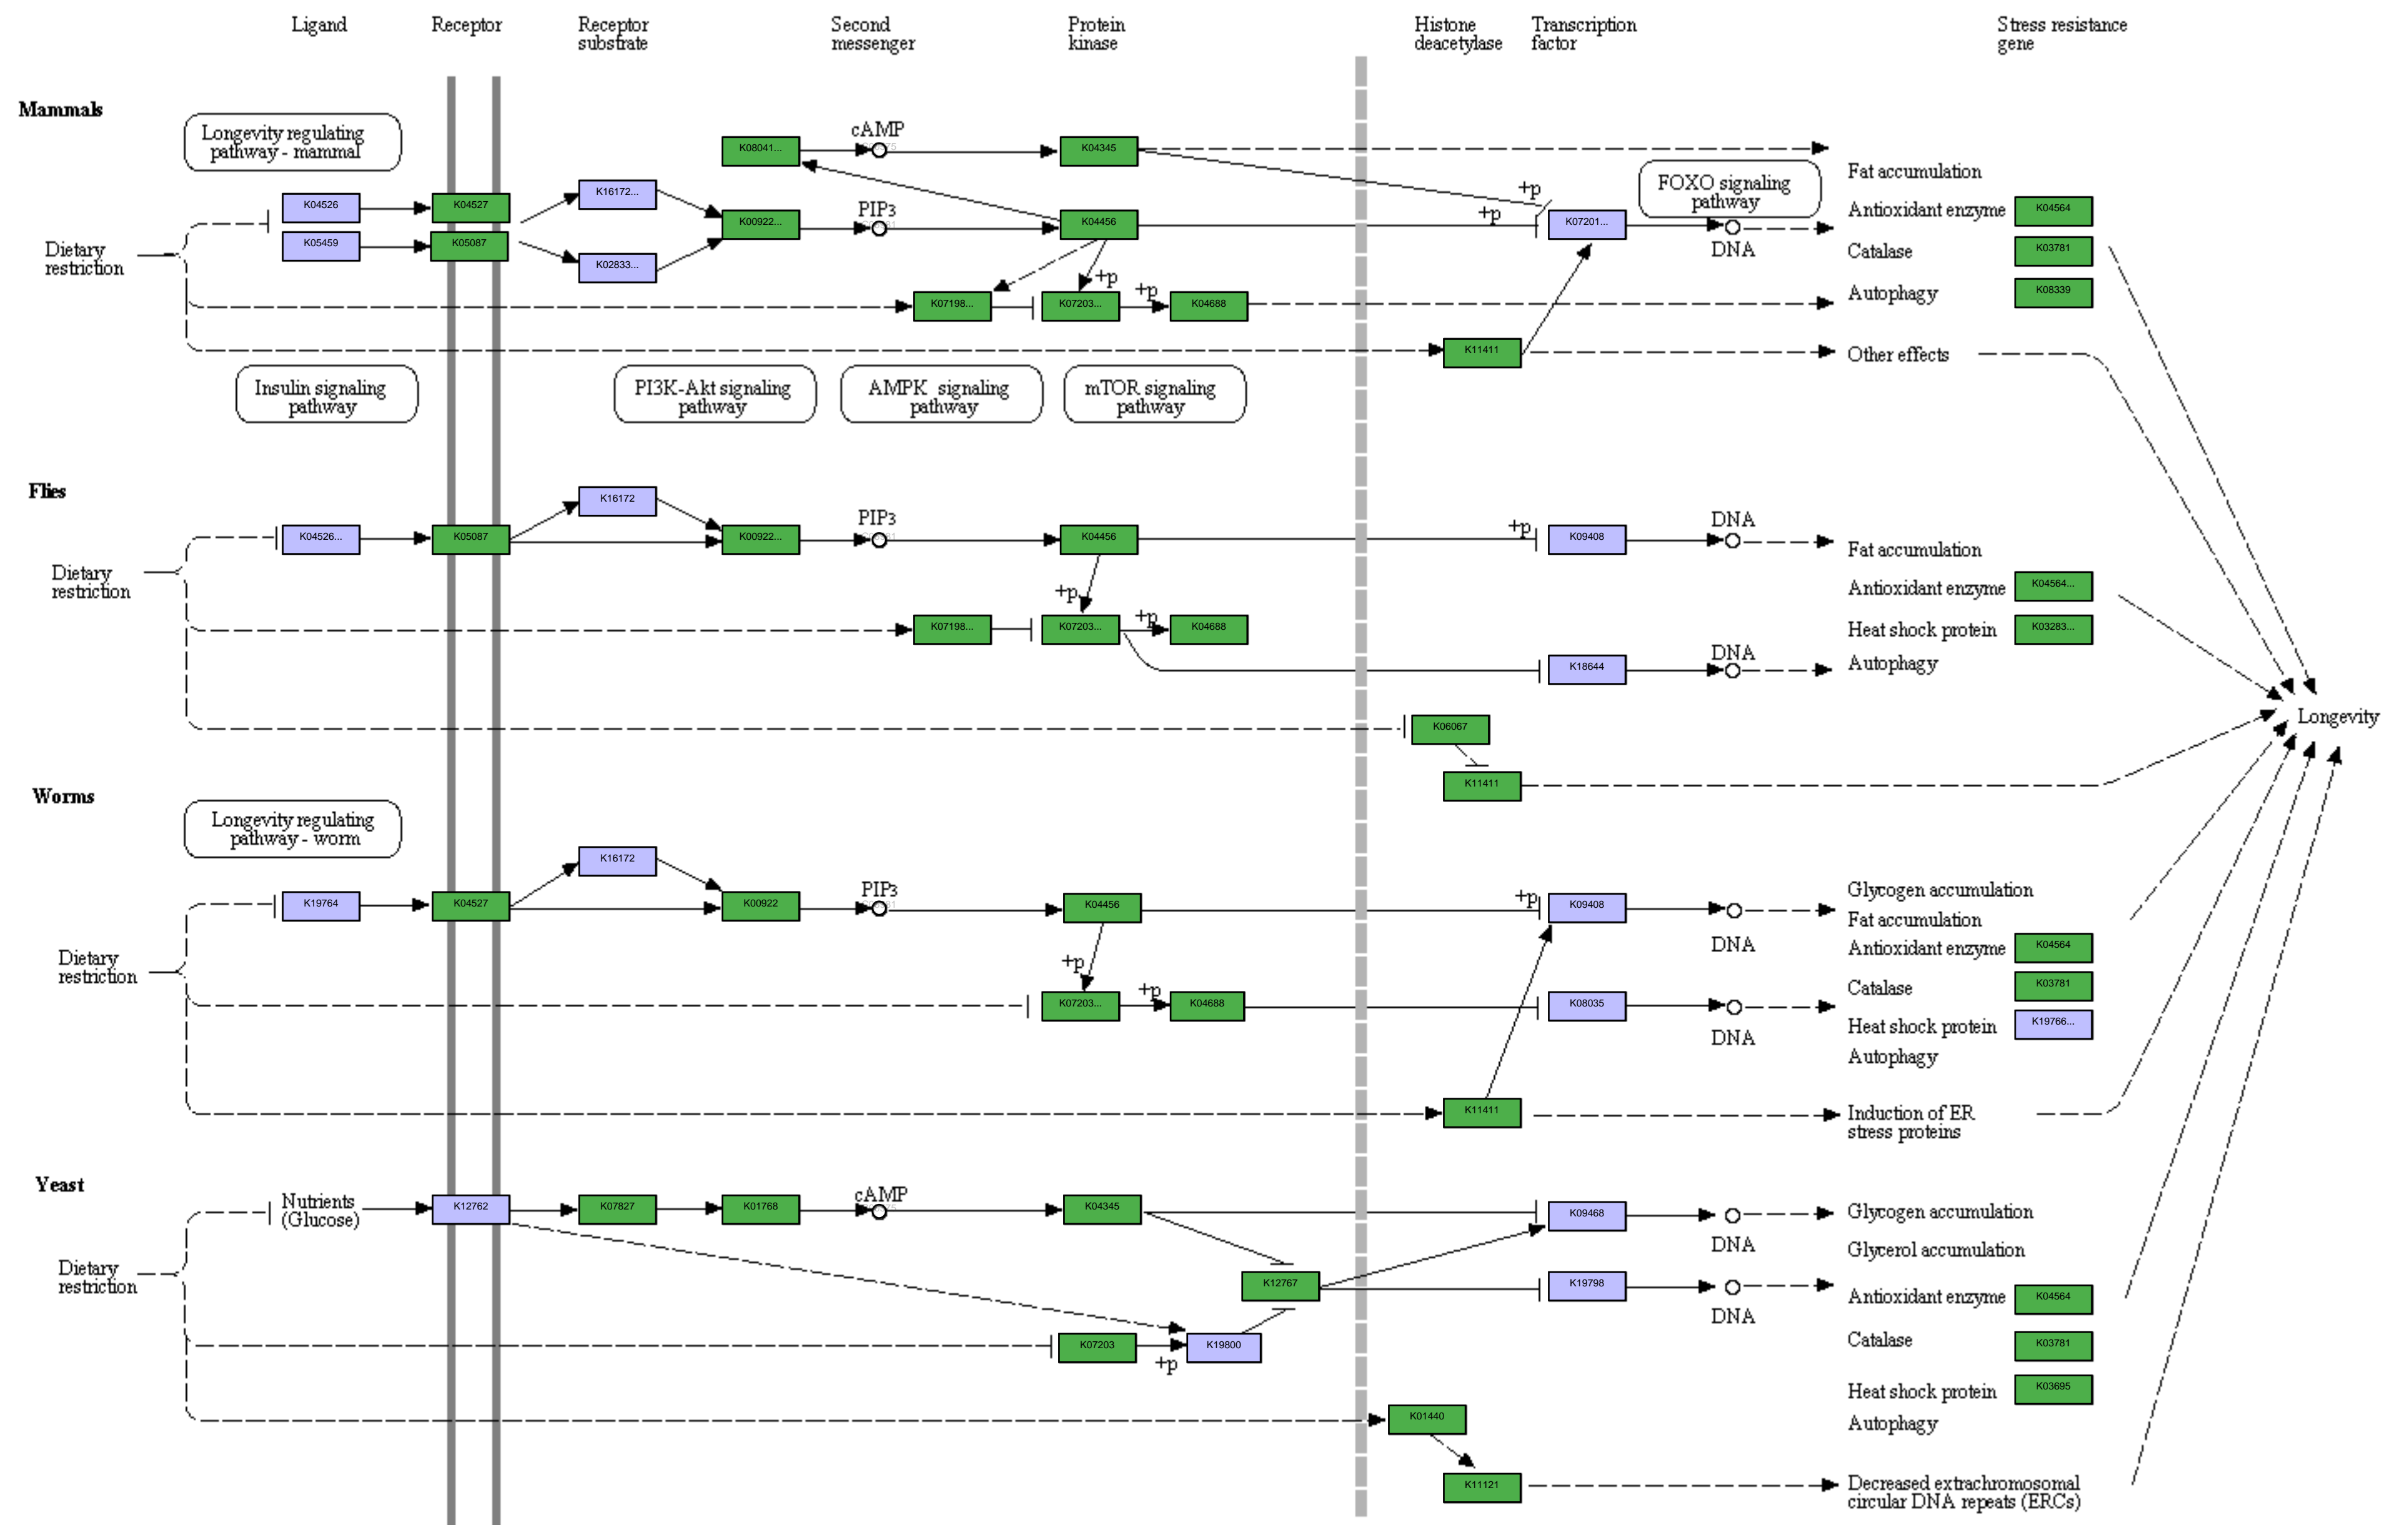 Ligand
Receptor
Receptor
substrate
Second
messenger
Protein
kinase
Histone
deacetylase
Transcription
factor
Stress resistance
gene
Mammals
Longevity regulating
pathway - mammal
K08041...
cAMP
K04345
Fat accumulation
FOXO signaling
pathway
K16172...
+p
K04526
K04527
PIP3
K00922...
K04456
+p
K07201...
Antioxidant enzyme
K04564
K05459
K05087
DNA
Catalase
K03781
Dietary
restriction
K02833...
+p
+p
K07198...
K07203...
K04688
Autophagy
K08339
K11411
Other effects
Insulin signaling
pathway
PI3K-Akt signaling
pathway
AMPK signaling
pathway
mTOR signaling
pathway
Flies
K16172
PIP3
DNA
K04526...
K05087
K00922...
K04456
+p
K09408
Fat accumulation
Dietary
restriction
+p
Antioxidant enzyme
K04564...
K07198...
K07203...
+p
K04688
Heat shock protein
K03283...
DNA
K18644
Autophagy
K06067
Longevity
K11411
Worms
Longevity regulating
pathway - worm
K16172
PIP3
Glycogen accumulation
K19764
K04527
K00922
K04456
+p
K09408
Fat accumulation
DNA
Antioxidant enzyme
K04564
Dietary
restriction
+p
+p
Catalase
K03781
K07203...
K04688
K08035
Heat shock protein
K19766...
DNA
Autophagy
K11411
Induction of ER
stress proteins
Yeast
Nutrients
(Glucose)
K12762
K07827
K01768
cAMP
K04345
K09468
Glycogen accumulation
DNA
Glycerol accumulation
Dietary
restriction
K12767
K19798
Antioxidant enzyme
K04564
DNA
K07203
+p
K19800
Catalase
K03781
Heat shock protein
K03695
K01440
Autophagy
K11121
Decreased extrachromosomal
circular DNA repeats (ERCs)